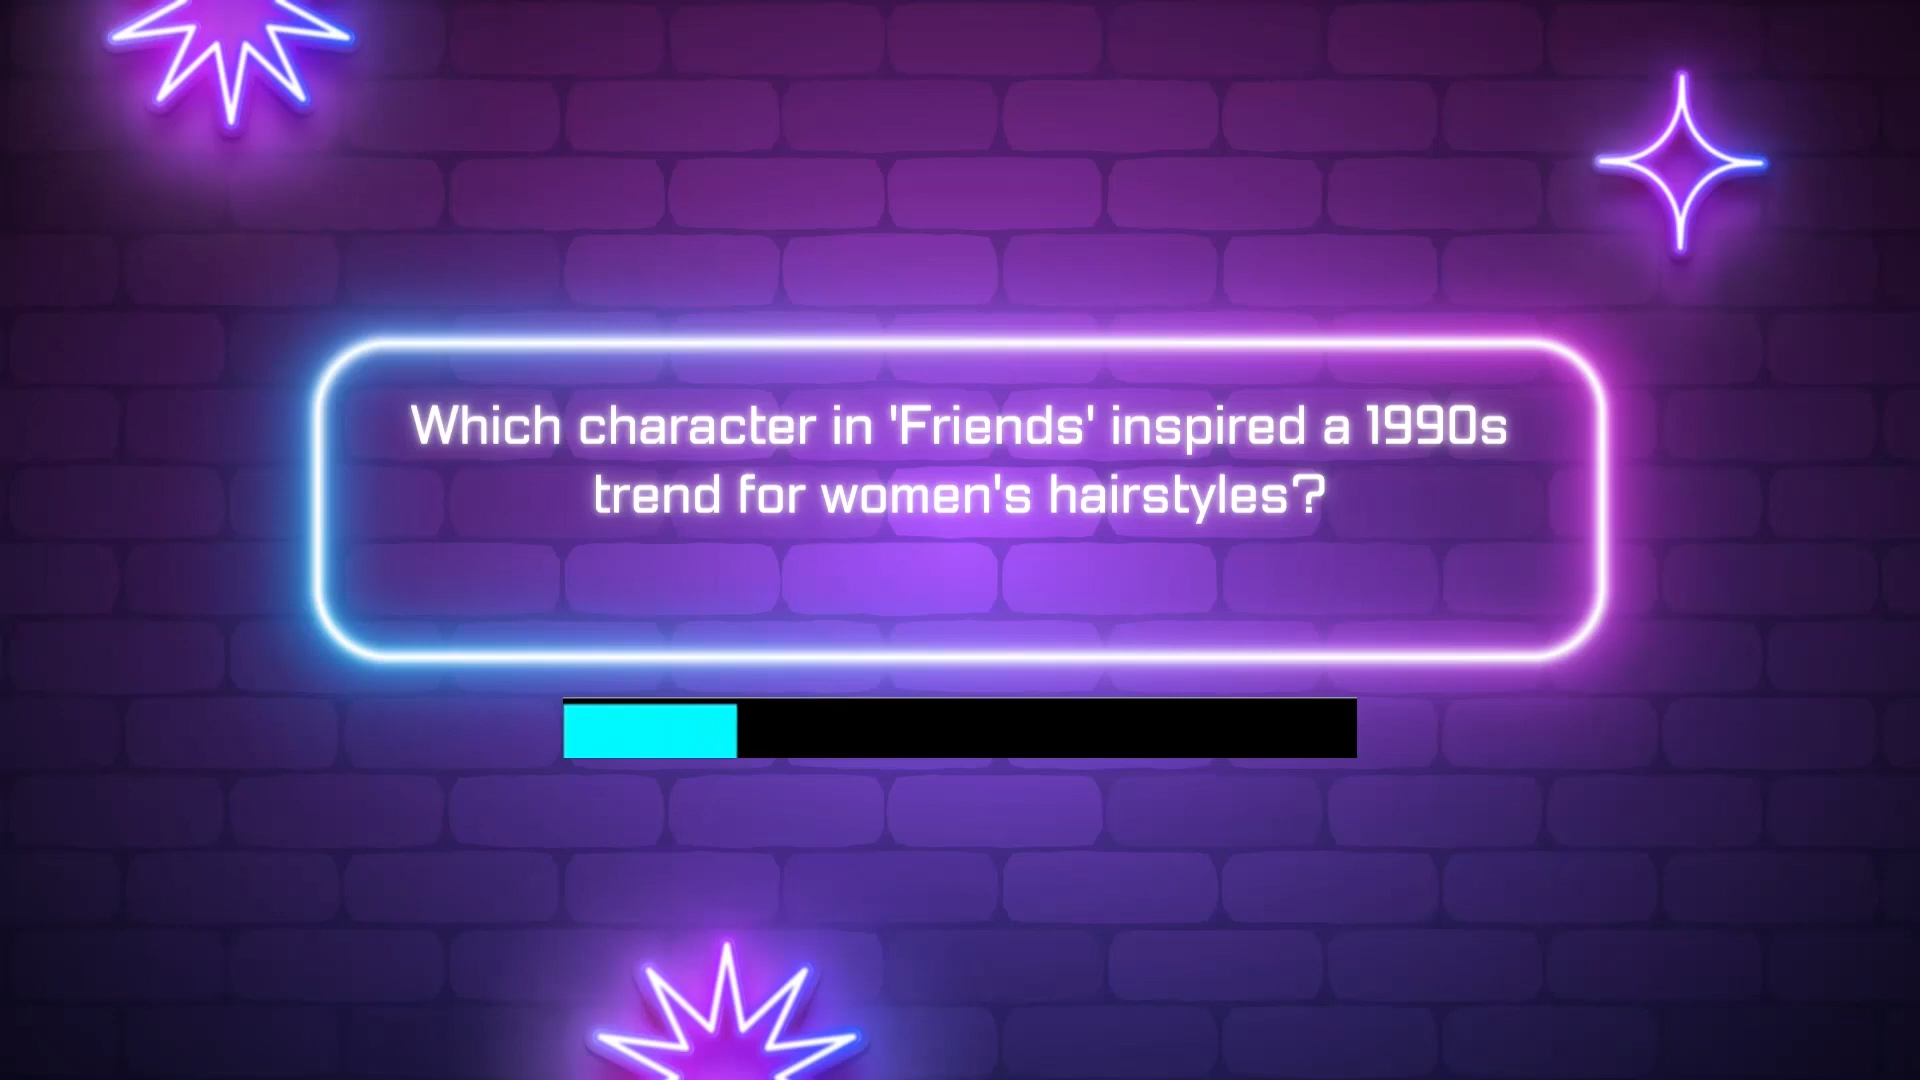 Which character in 'Friends' inspired a 1990s
trend for women's hairstyles?